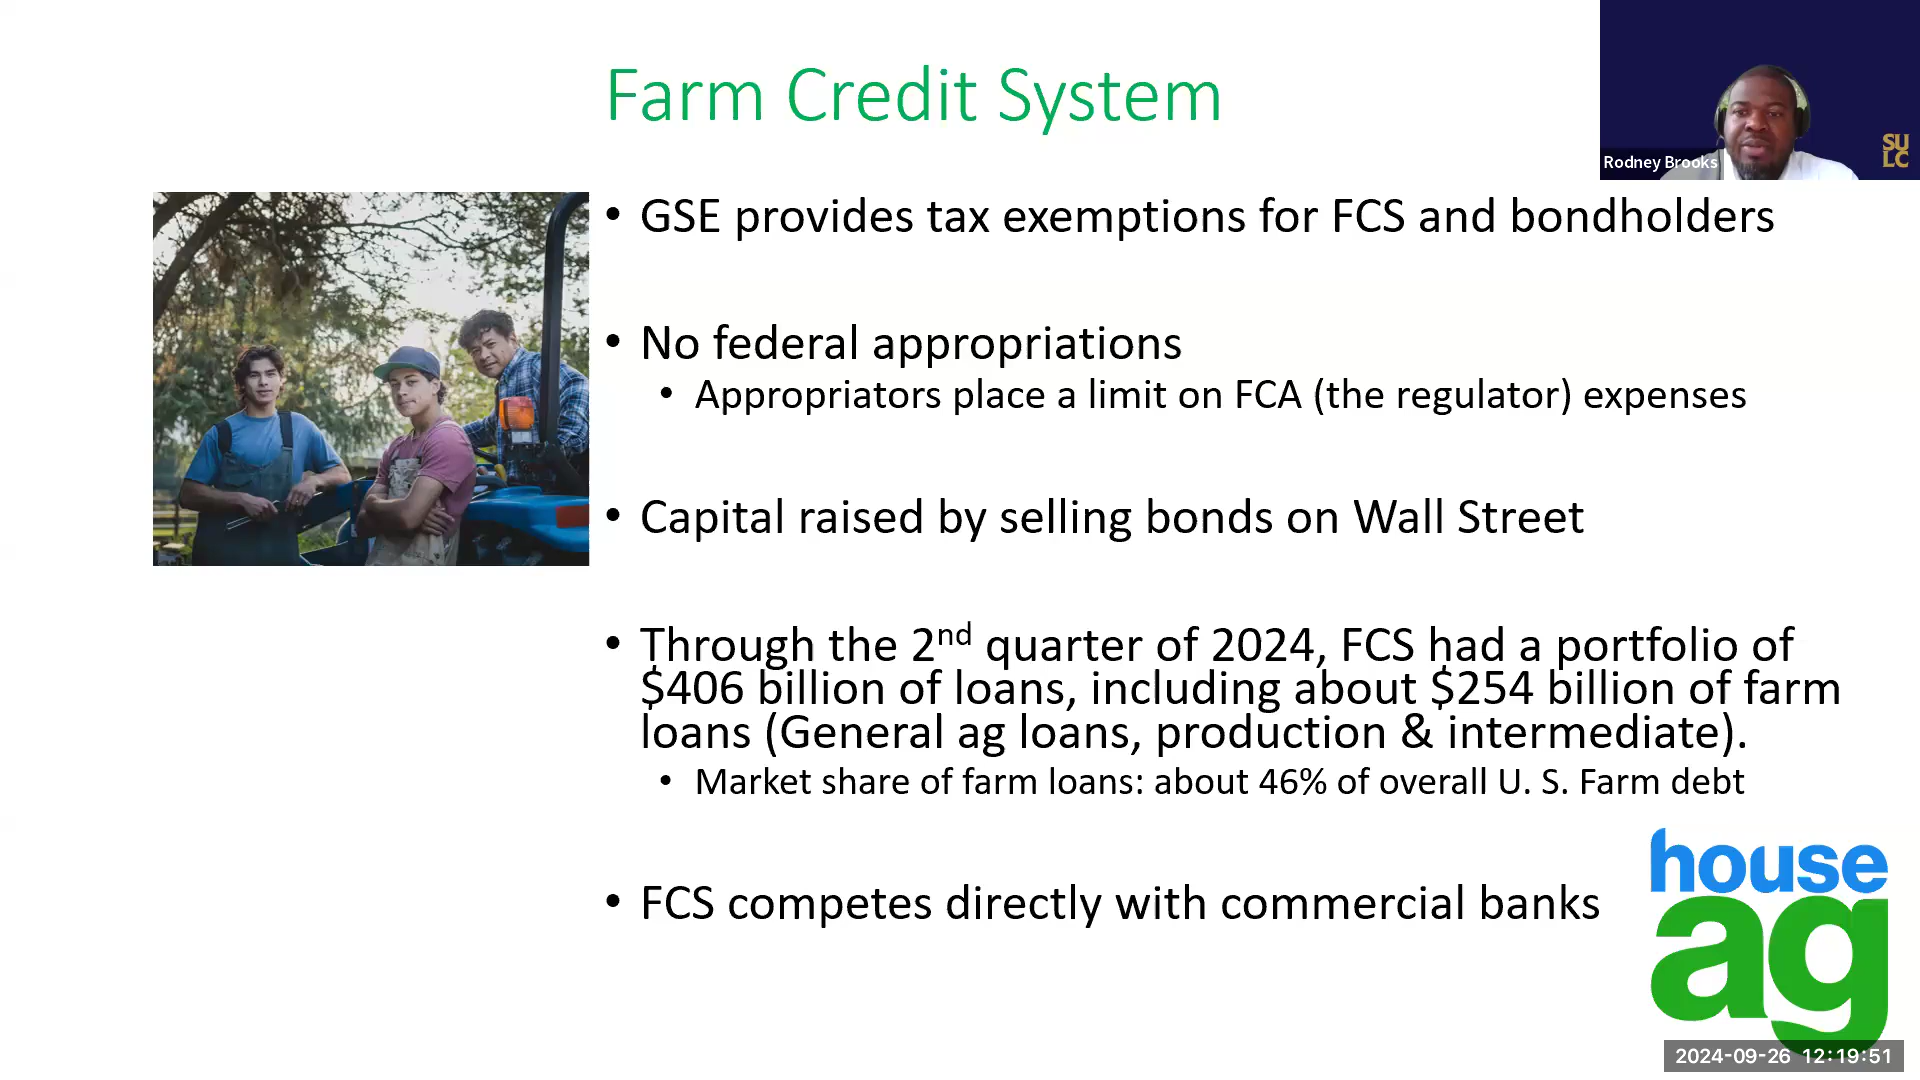 Farm Credit System
Rodney Brooks
SU
LC
• GSE provides tax exemptions for FCS and bondholders
• No federal appropriations
• Appropriators place a limit on FCA (the regulator) expenses
• Capital raised by selling bonds on Wall Street
• Through the 2nd quarter of 2024, FCS had a portfolio of
$406 billion of loans, including about $254 billion of farm
loans (General ag loans, production & intermediate).
• Market share of farm loans: about 46% of overall U. S. Farm debt
• FCS competes directly with commercial banks
house
ag
2024-09-26 12:19:51